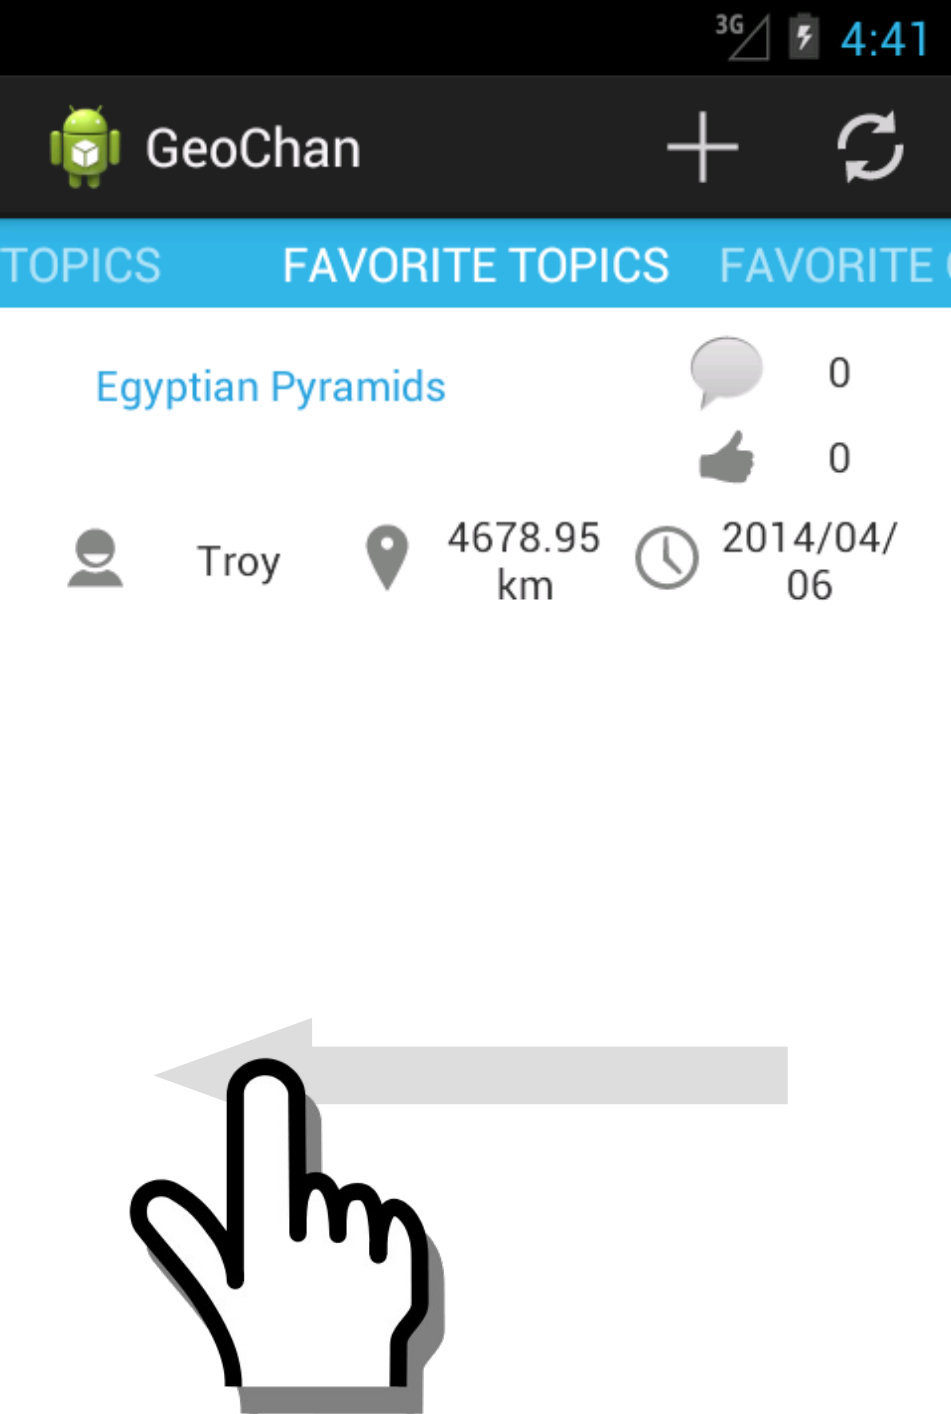 3G 4:41
GeoChan
TOPICS FAVORITE TOPICS FAVORITE
Egyptian Pyramids
0
0
Troy
4678.95
km
2014/04/
06